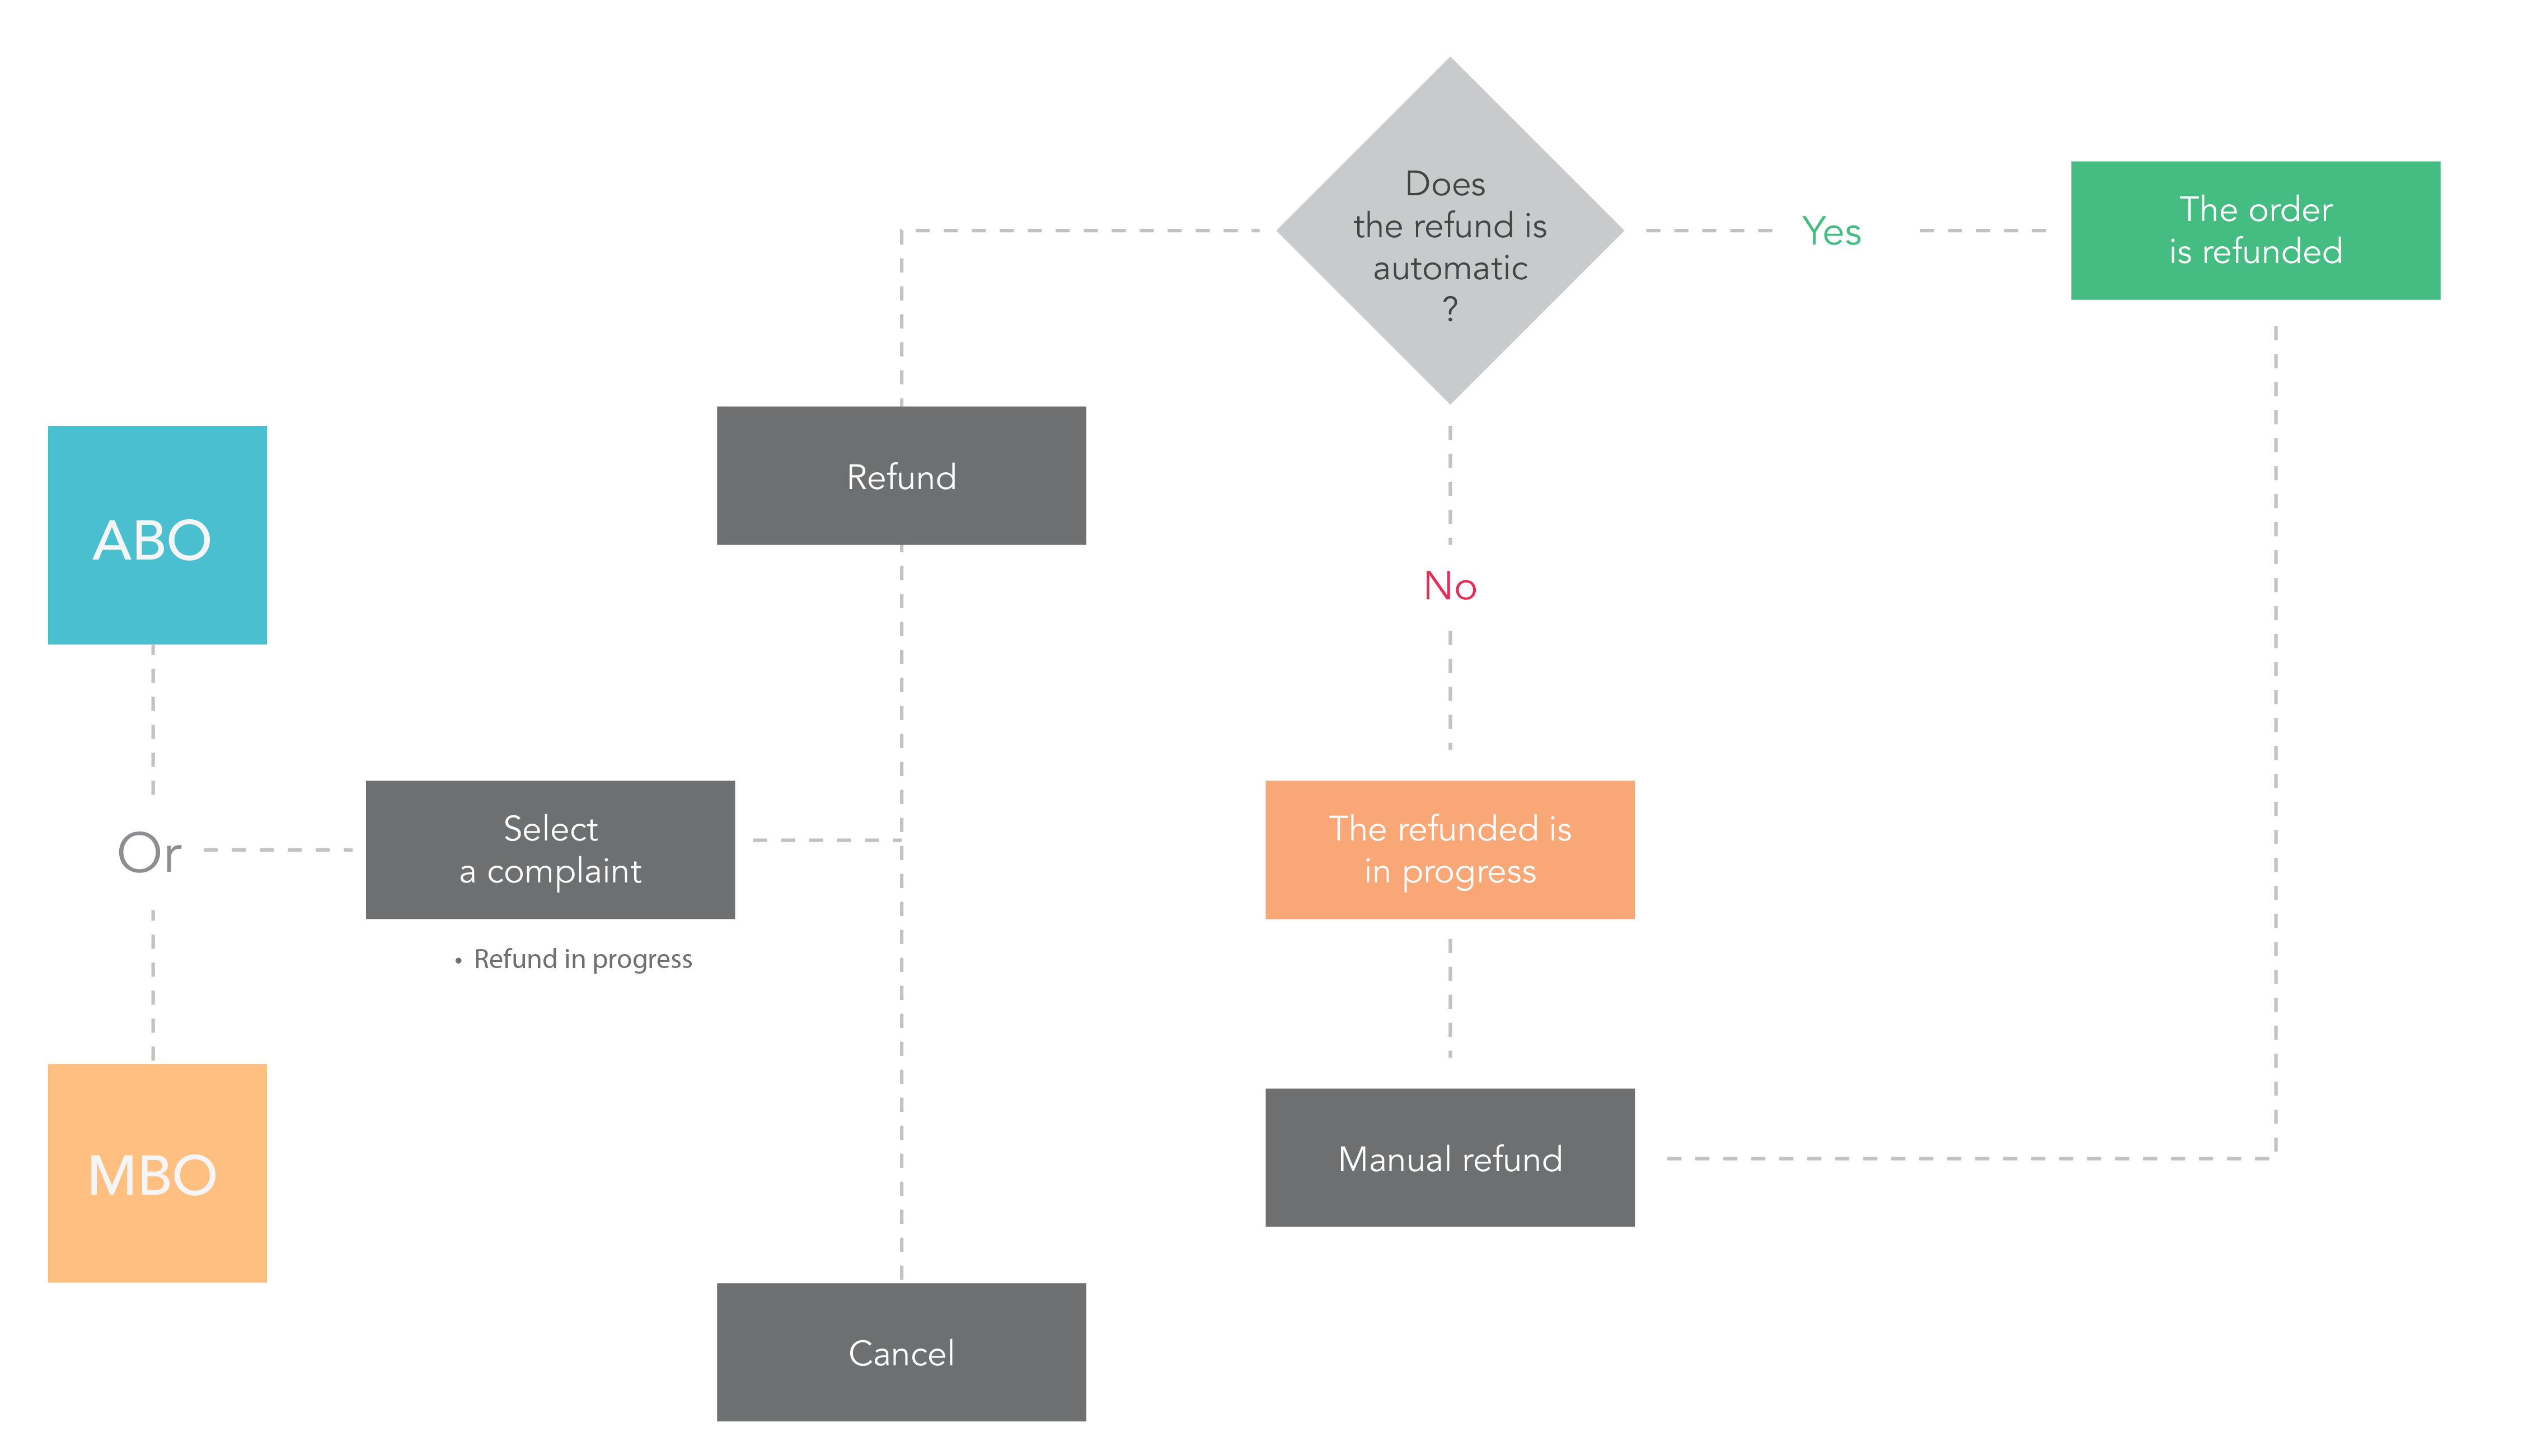 Does
the refund is
automatic
?
Yes
The order
is refunded
Refund
ABO
No
Or
Select
a complaint
• Refund in progress
The refunded is
in progress
MBO
Manual refund
Cancel